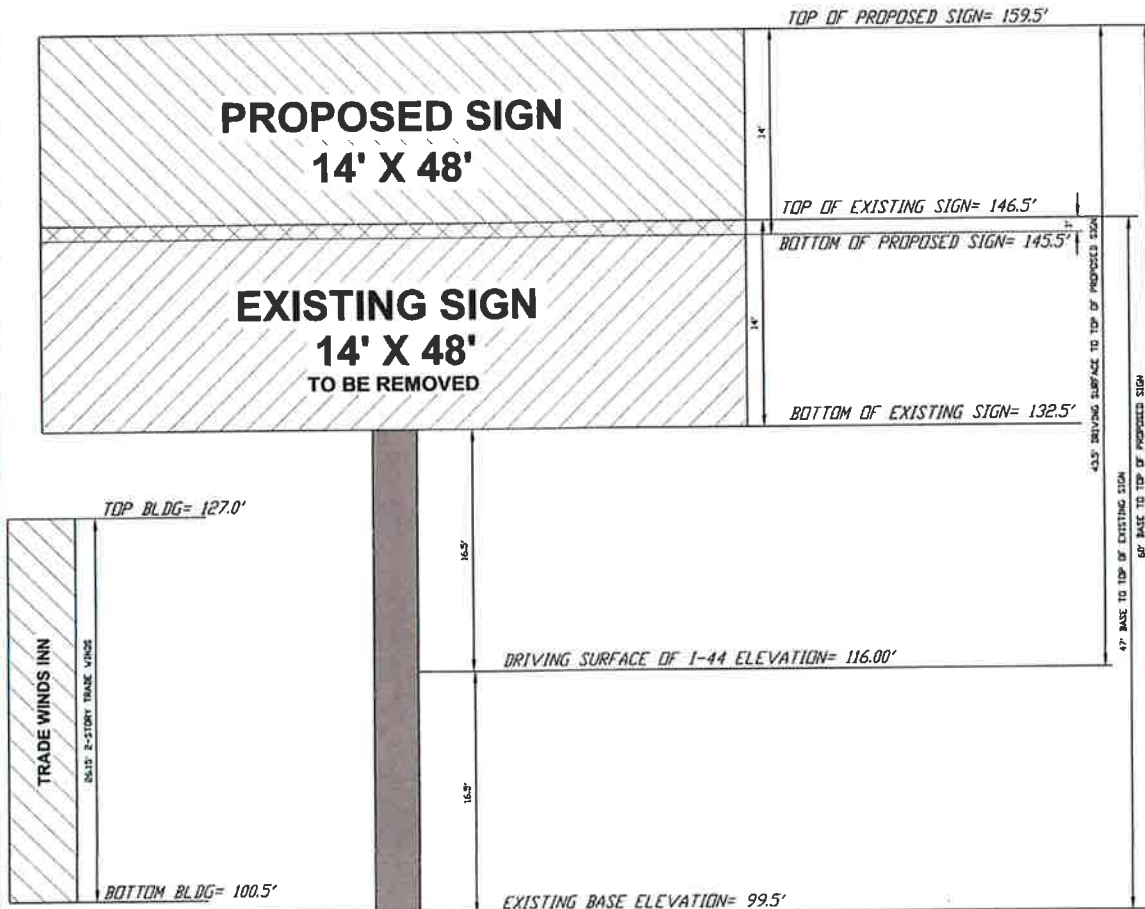 TOP OF PROPOSED SIGN= 159.5'
PROPOSED SIGN
14' X 48'
14'
TOP OF EXISTING SIGN= 146.5'
1'
BOTTOM OF PROPOSED SIGN= 145.5'
EXISTING SIGN
14' X 48'
TO BE REMOVED
14'
BOTTOM OF EXISTING SIGN= 132.5'
43.5' DRIVING SURFACE TO TOP OF PROPOSED SIGN
47' BASE TO TOP OF EXISTING SIGN
60' BASE TO TOP OF PROPOSED SIGN
TOP BLDG= 127.0'
TRADE WINDS INN
2-STORY TRADE WINDS
16.5'
DRIVING SURFACE OF I-44 ELEVATION= 116.00'
16.5'
BOTTOM BLDG= 100.5'
EXISTING BASE ELEVATION= 99.5'